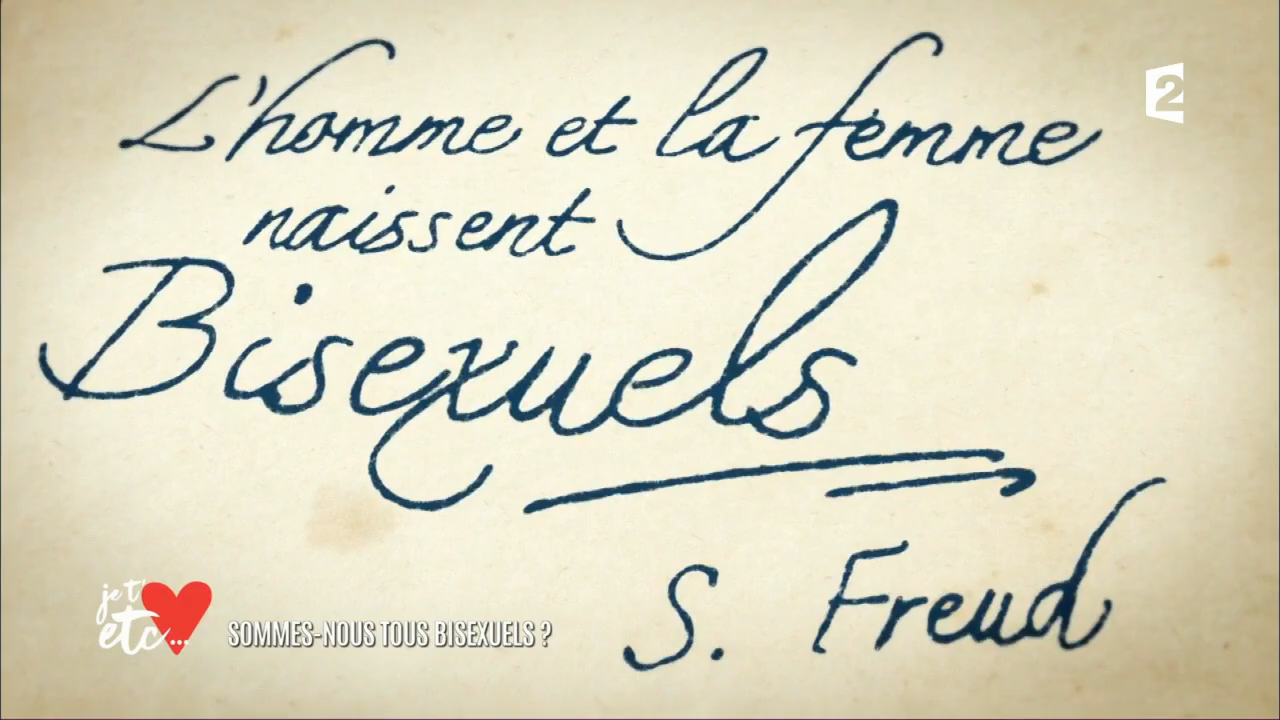 L'homme et la femme
naissent
Bisexuels
S. Freud
2
je t'
etc...
SOMMES-NOUS TOUS BISEXUELS ?